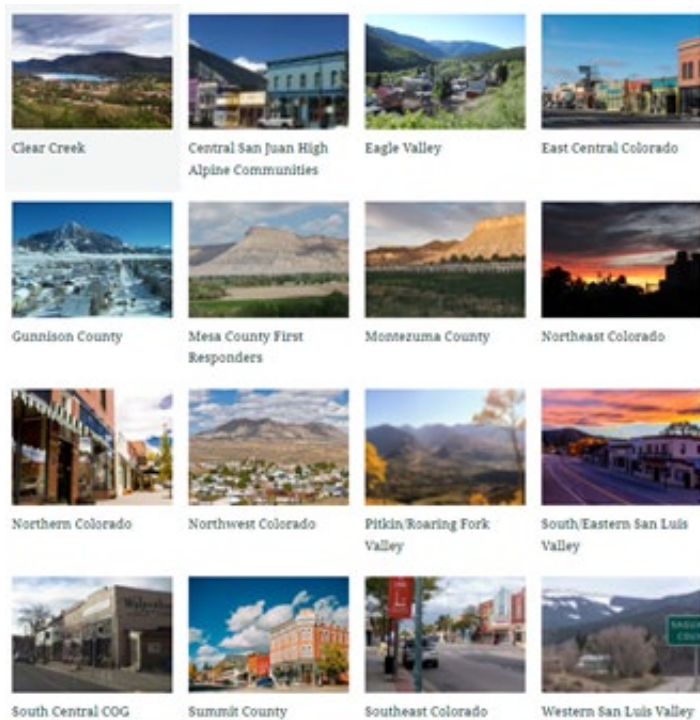 Clear Creek
Central San Juan High
Alpine Communities
Eagle Valley
East Central Colorado
Gunnison County
Mesa County First
Responders
Montezuma County
Northeast Colorado
Northern Colorado
Northwest Colorado
Pitkin/Roaring Fork
Valley
South/Eastern San Luis
Valley
South Central COG
Summit County
L
Southeast Colorado
Western San Luis Valley